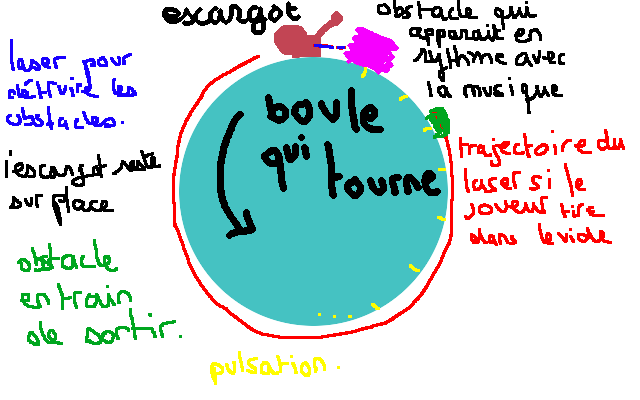 escargot
obstacle qui
apparait en
rythme avec
la musique
laser pour
détruire les
obstacles.
boule
qui
tourne
l'escargot reste
sur place
trajectoire du
laser si le
joueur tire
dans le vide
obstacle
en train
de sortir.
pulsation.